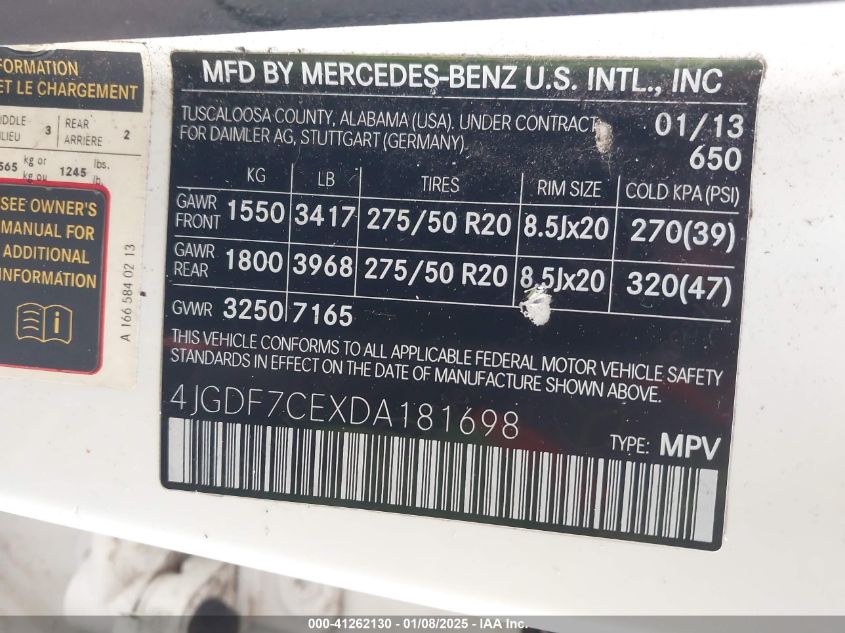 FORMATION
ET LE CHARGEMENT
3 REAR 2
ARRIÈRE
kg or 1245 lbs.
kg ou lb.
SEE OWNER'S
MANUAL FOR
ADDITIONAL
INFORMATION
A 166 584 02 13
MFD BY MERCEDES-BENZ U.S. INTL., INC
TUSCALOOSA COUNTY, ALABAMA (USA). UNDER CONTRACT 01/13
FOR DAIMLER AG, STUTTGART (GERMANY). 650
KG LB TIRES RIM SIZE COLD KPA(PSI)
GAWR FRONT 1550 3417 275/50 R20 8.5Jx20 270(39)
GAWR REAR 1800 3968 275/50 R20 8.5Jx20 320(47)
GVWR 3250 7165
THIS VEHICLE CONFORMS TO ALL APPLICABLE FEDERAL MOTOR VEHICLE SAFETY
STANDARDS IN EFFECT ON THE DATE OF MANUFACTURE SHOWN ABOVE.
4JGDF7CEXDA181698
TYPE: MPV
000-41262130 - 01/08/2025 - IAA Inc.